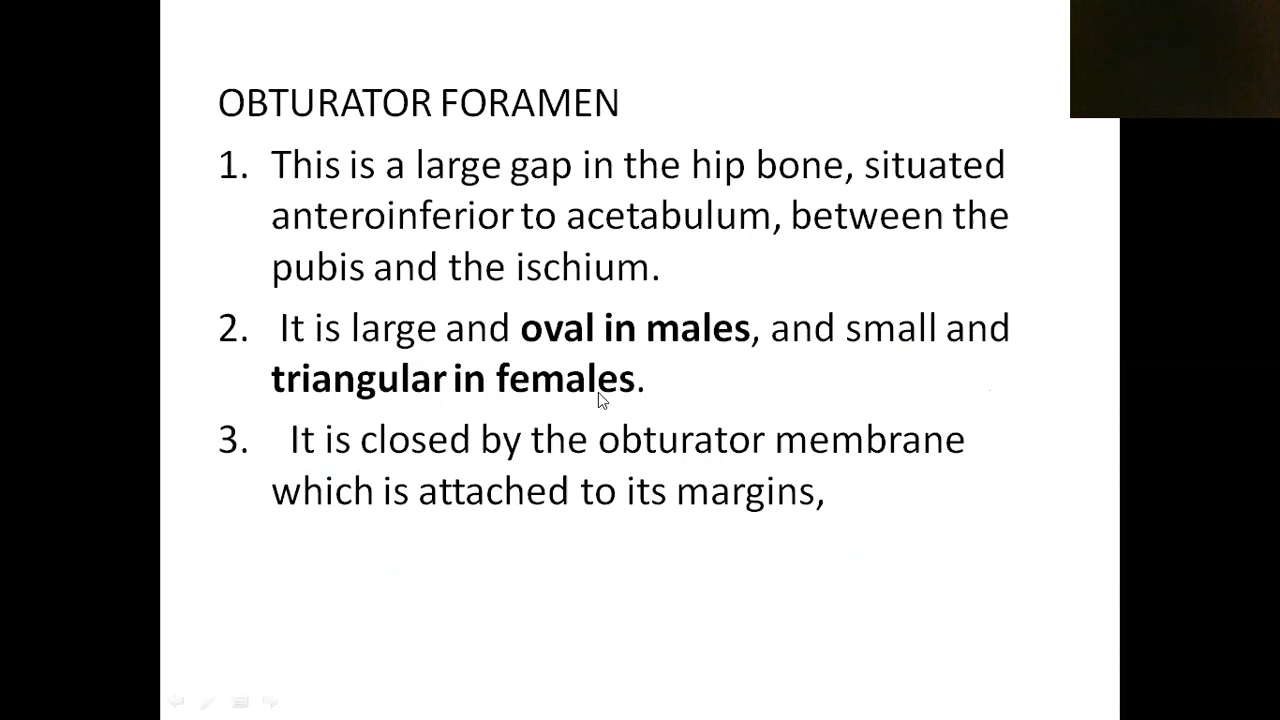 OBTURATOR FORAMEN
1. This is a large gap in the hip bone, situated
anteroinferior to acetabulum, between the
pubis and the ischium.
2. It is large and oval in males, and small and
triangular in females.
3. It is closed by the obturator membrane
which is attached to its margins,